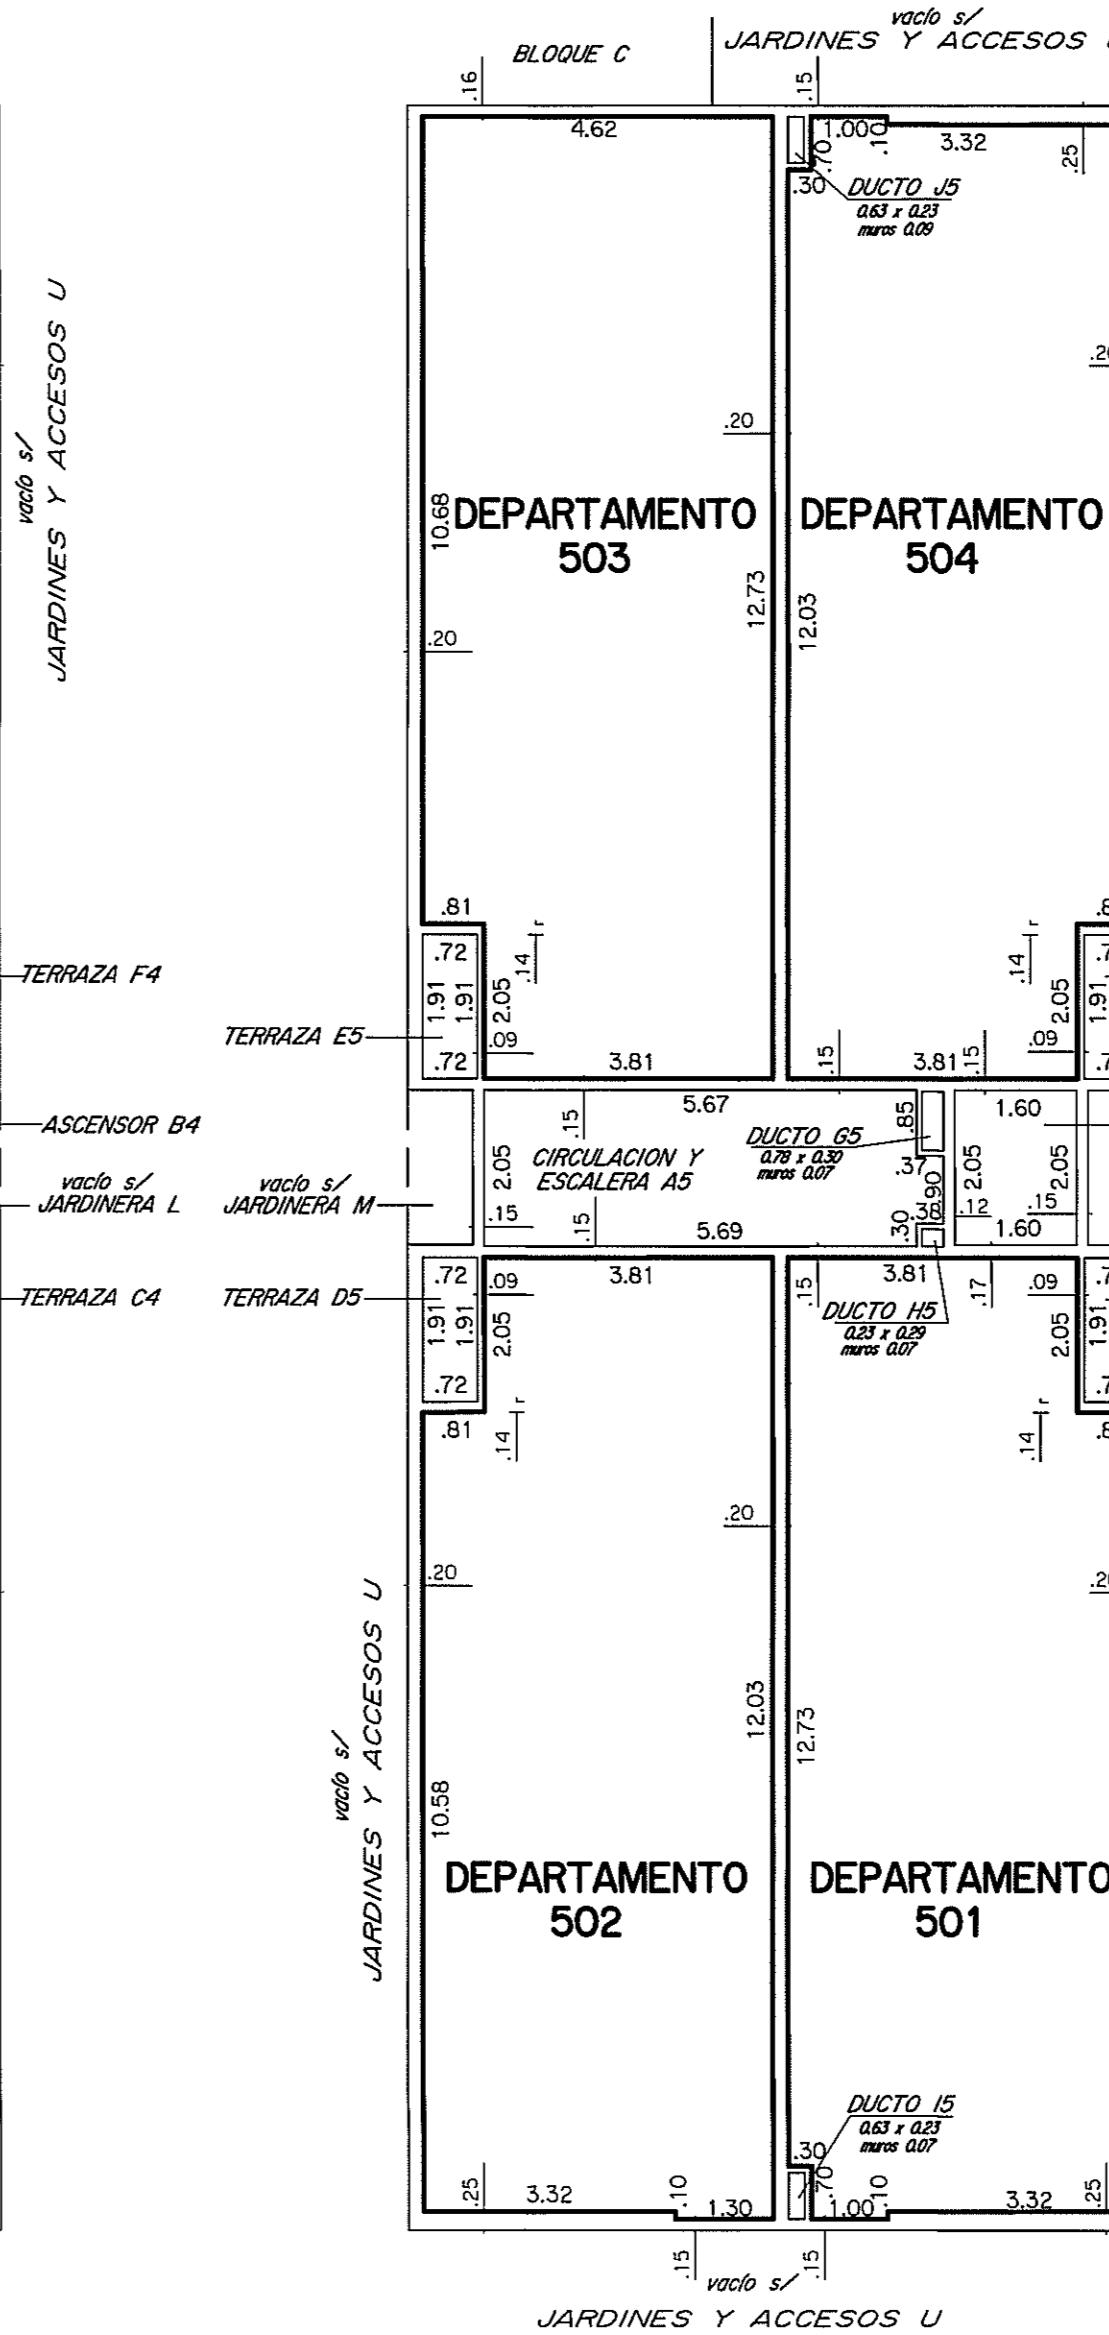 vacío s/
BLOQUE C
JARDINES Y ACCESOS
.16
.15
4.62
1.00
.10
3.32
.25
.70
.30
DUCTO J5
0.63 x 0.23
muros 0.09
vacío s/
JARDINES Y ACCESOS U
.20
.20
10.68
DEPARTAMENTO
503
DEPARTAMENTO
504
12.73
12.03
.20
.81
.72
.14
r
.14
r
TERRAZA F4
1.91
1.91
2.05
2.05
1.91
TERRAZA E5
.09
.09
.72
3.81
.15
3.81
.15
ASCENSOR B4
5.67
.85
1.60
.15
DUCTO G5
0.78 x 0.30
muros 0.07
CIRCULACION Y
ESCALERA A5
2.05
.37
2.05
2.05
vacío s/
JARDINERA L
vacío s/
JARDINERA M
.90
.15
.15
5.69
.30
.38
.12
.15
1.60
TERRAZA C4
TERRAZA D5
.72
.09
3.81
.15
3.81
.17
.09
1.91
1.91
2.05
DUCTO H5
0.23 x 0.29
muros 0.07
2.05
1.91
.72
.81
.14
r
.14
r
.20
.20
vacío s/
JARDINES Y ACCESOS U
12.03
12.73
10.58
DEPARTAMENTO
502
DEPARTAMENTO
501
DUCTO I5
0.63 x 0.23
muros 0.07
.30
.25
3.32
.10
1.30
.70
1.00
.10
3.32
.25
.15
.15
vacío s/
JARDINES Y ACCESOS U